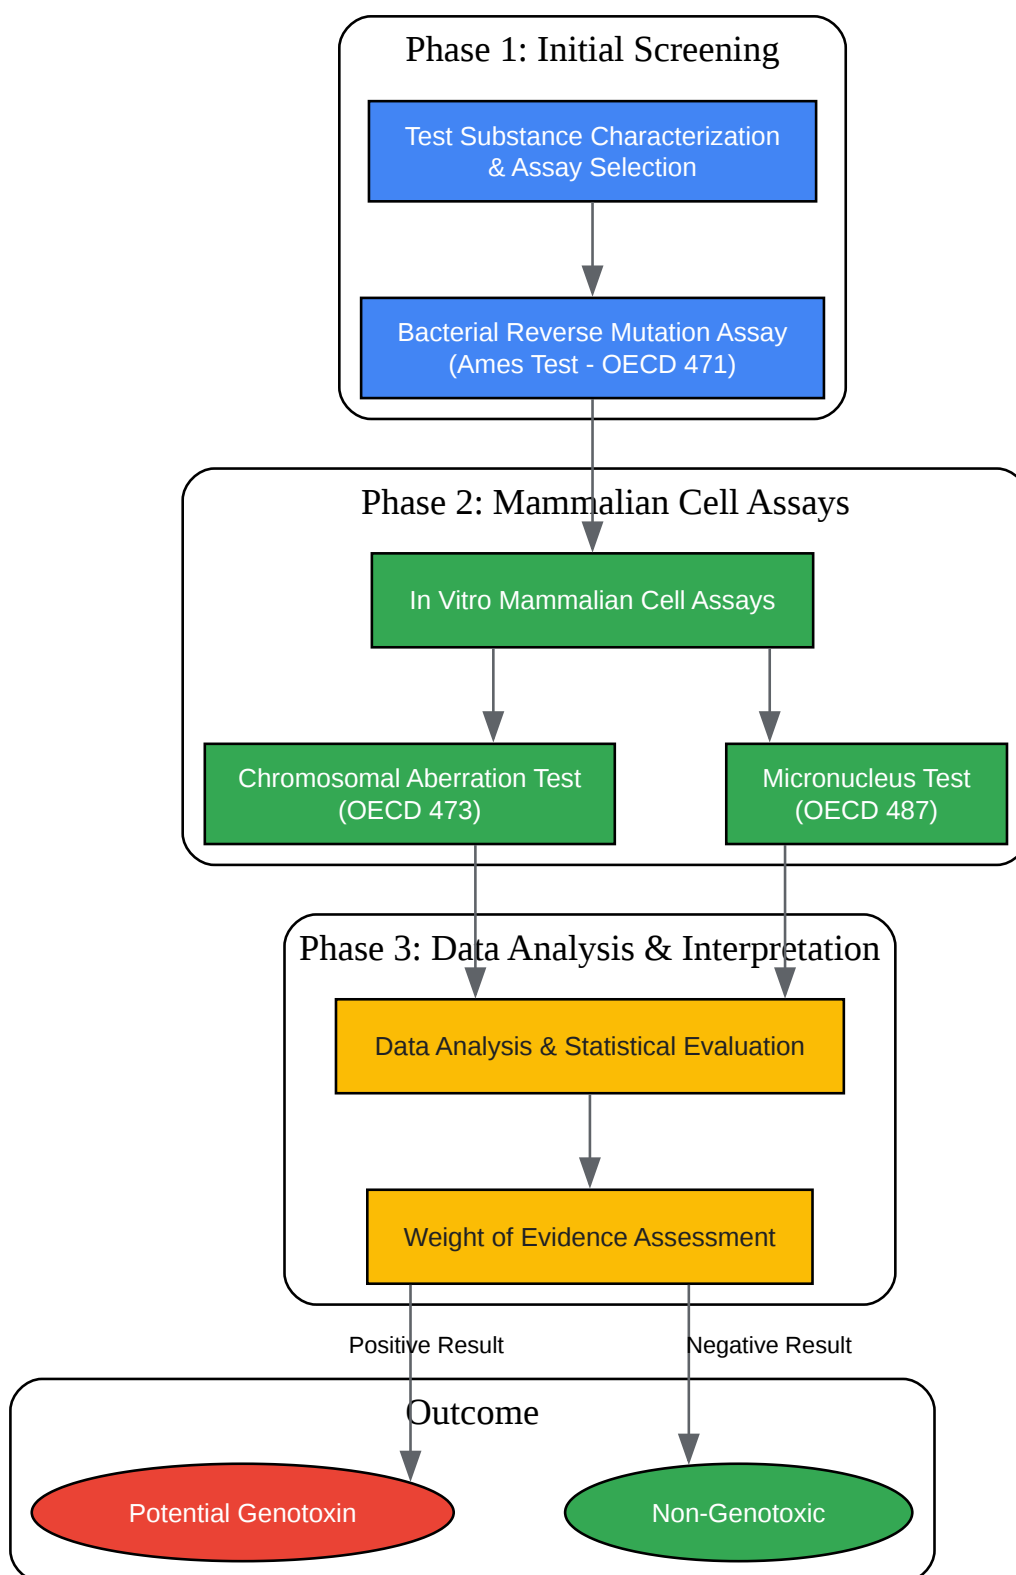 Phase 1: Initial Screening
Test Substance Characterization
& Assay Selection
Bacterial Reverse Mutation Assay
(Ames Test - OECD 471)
Phase 2: Mammalian Cell Assays
In Vitro Mammalian Cell Assays
Chromosomal Aberration Test
(OECD 473)
Micronucleus Test
(OECD 487)
Phase 3: Data Analysis & Interpretation
Data Analysis & Statistical Evaluation
Weight of Evidence Assessment
Positive Result
Negative Result
Outcome
Potential Genotoxin
Non-Genotoxic